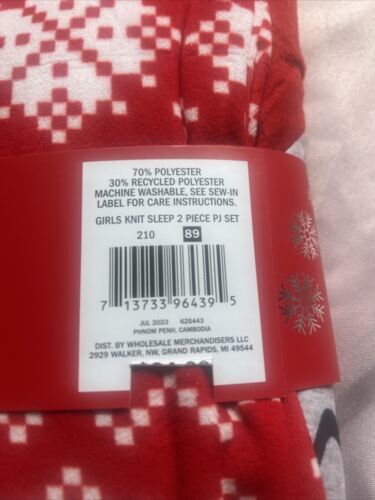 70% POLYESTER
30% RECYCLED POLYESTER
MACHINE WASHABLE, SEE SEW-IN
LABEL FOR CARE INSTRUCTIONS.
GIRLS KNIT SLEEP 2 PIECE PJ SET
210 89
7 13733 96439 5
JUL 2023 625443
PHNOM PENH, CAMBODIA
DIST. BY WHOLESALE MERCHANDISERS LLC
2929 WALKER, NW, GRAND RAPIDS, MI 49544